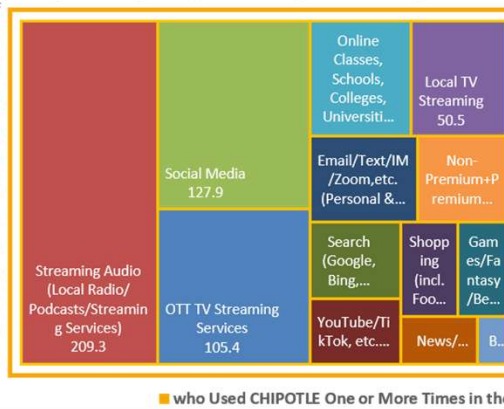 Streaming Audio
(Local Radio/
Podcasts/Streamin
g Services)
209.3
Social Media
127.9
OTT TV Streaming
Services
105.4
Online
Classes,
Schools,
Colleges,
Universiti...
Local TV
Streaming
50.5
Email/Text/IM
/Zoom,etc.
(Personal &...
Non-
Premium+P
remium...
Search
(Google,
Bing,...
Shopp
ing
(incl.
Foo...
Gam
es/Fa
ntasy
/Be...
YouTube/Ti
kTok, etc....
News/...
B...
who Used CHIPOTLE One or More Times in the